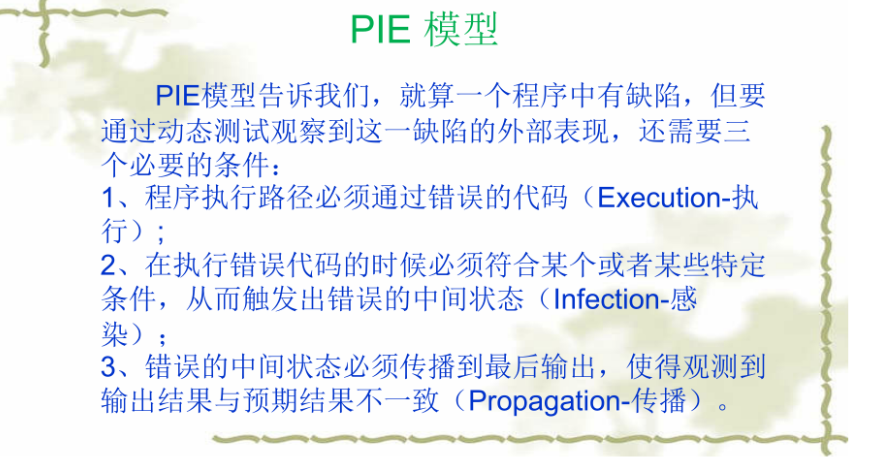 PIE 模型
PIE模型告诉我们，就算一个程序中有缺陷，但要
通过动态测试观察到这一缺陷的外部表现，还需要三
个必要的条件：
1、程序执行路径必须通过错误的代码（Execution-执
行）;
2、在执行错误代码的时候必须符合某个或者某些特定
条件，从而触发出错误的中间状态（Infection-感
染）；
3、错误的中间状态必须传播到最后输出，使得观测到
输出结果与预期结果不一致（Propagation-传播）。